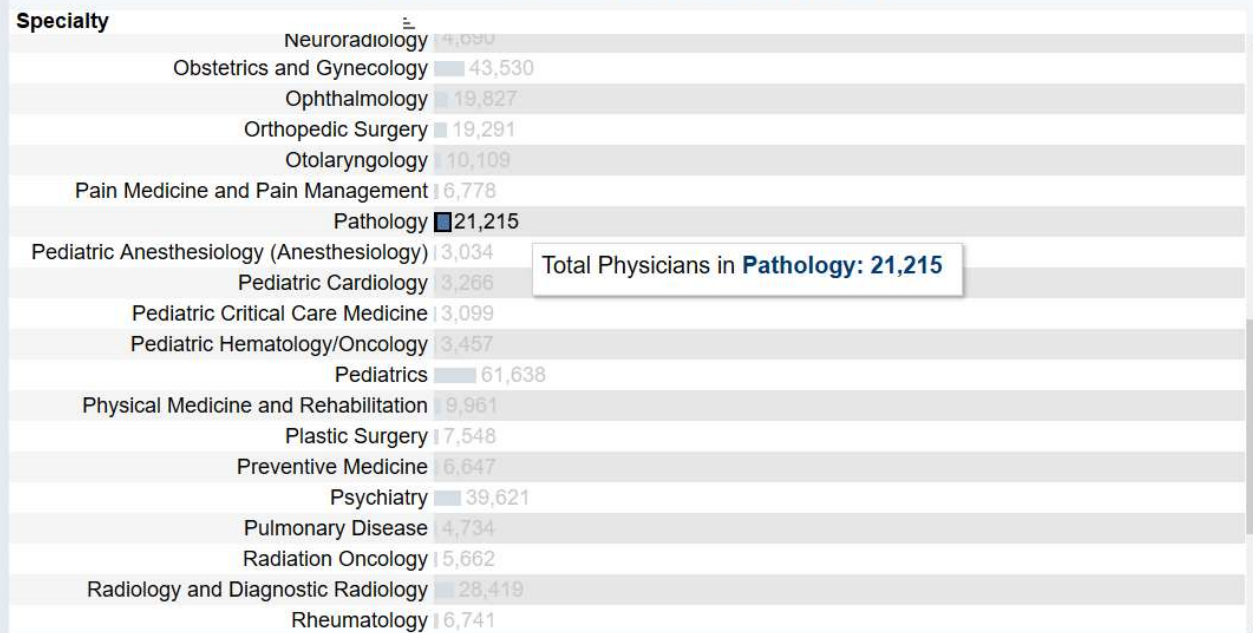 Specialty
Neuroradiology 4,690
Obstetrics and Gynecology 43,530
Ophthalmology 19,827
Orthopedic Surgery 19,291
Otolaryngology 10,109
Pain Medicine and Pain Management 6,778
Pathology 21,215
Pediatric Anesthesiology (Anesthesiology) 3,034
Total Physicians in Pathology: 21,215
Pediatric Cardiology 3,266
Pediatric Critical Care Medicine 3,099
Pediatric Hematology/Oncology 3,457
Pediatrics 61,638
Physical Medicine and Rehabilitation 9,961
Plastic Surgery 7,548
Preventive Medicine 6,647
Psychiatry 39,621
Pulmonary Disease 4,734
Radiation Oncology 5,662
Radiology and Diagnostic Radiology 28,419
Rheumatology 6,741